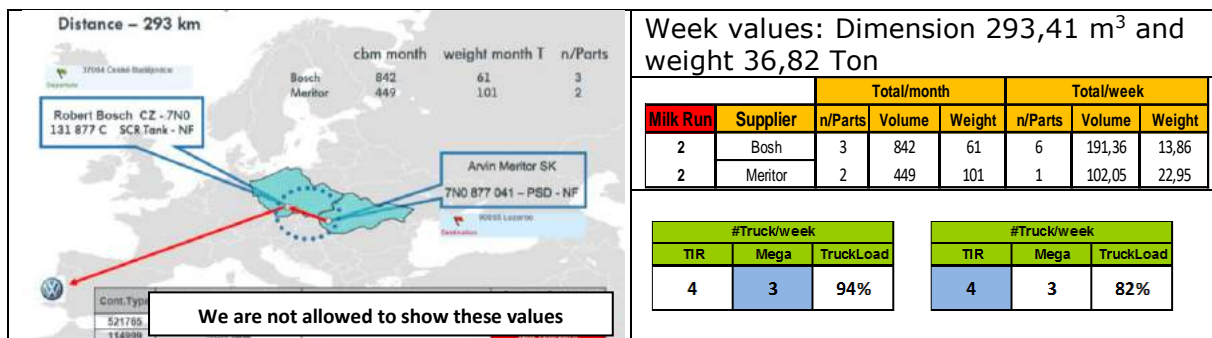 Distance – 293 km
cbm month weight month T n/Parts
Bosch 842 61 3
Meritor 449 101 2
Departure
Robert Bosch CZ - 7N0
131 877 C SCR Tank - NF
Arvin Meritor SK
7N0 877 041 – PSD - NF
Destination
Cont.Type
521765
114999
We are not allowed to show these values
Week values: Dimension 293,41 m³ and
weight 36,82 Ton
Total/month Total/week
Milk Run Supplier n/Parts Volume Weight n/Parts Volume Weight
2 Bosh 3 842 61 6 191,36 13,86
2 Meritor 2 449 101 1 102,05 22,95
#Truck/week
TIR Mega TruckLoad
4 3 94%
#Truck/week
TIR Mega TruckLoad
4 3 82%